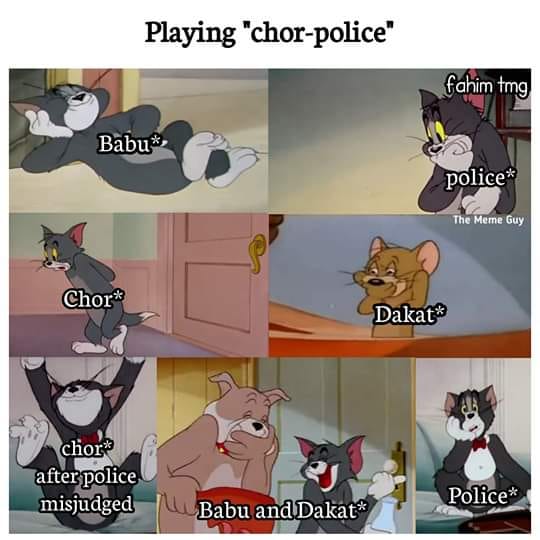 Playing "chor-police"
fahim tmg
Babu*
police*
The Meme Guy
Chor*
Dakat*
chor*
after police
misjudged
Babu and Dakat*
Police*